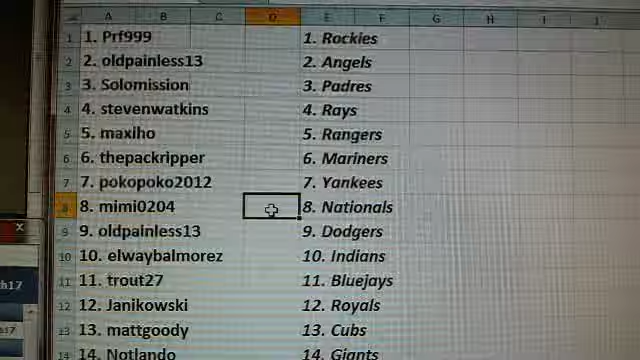 A B C D E F G H I J
1 1. Prf999 1. Rockies
2 2. oldpainless13 2. Angels
3 3. Solomission 3. Padres
4 4. stevenwatkins 4. Rays
5 5. maxlho 5. Rangers
6 6. thepackripper 6. Mariners
7 7. pokopoko2012 7. Yankees
8 8. mimi0204 8. Nationals
9 9. oldpainless13 9. Dodgers
10 10. elwaybalmorez 10. Indians
11 11. trout27 11. Bluejays
12 12. Janikowski 12. Royals
13 13. mattgoody 13. Cubs
14 14. Notlando 14. Giants